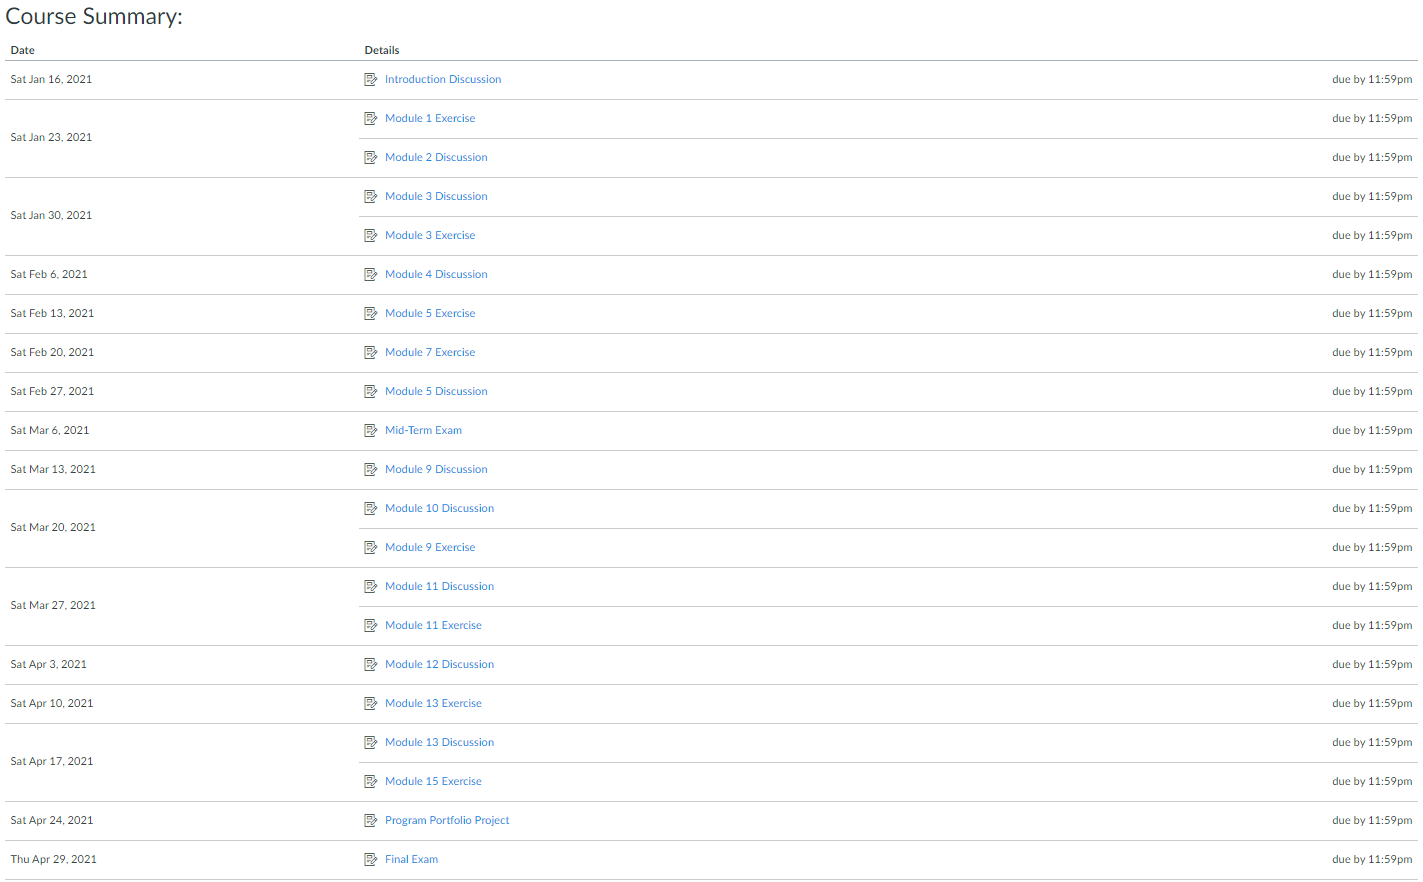 Course Summary:
Date Details
Sat Jan 16, 2021 Introduction Discussion due by 11:59pm
Sat Jan 23, 2021 Module 1 Exercise due by 11:59pm
Module 2 Discussion due by 11:59pm
Sat Jan 30, 2021 Module 3 Discussion due by 11:59pm
Module 3 Exercise due by 11:59pm
Sat Feb 6, 2021 Module 4 Discussion due by 11:59pm
Sat Feb 13, 2021 Module 5 Exercise due by 11:59pm
Sat Feb 20, 2021 Module 7 Exercise due by 11:59pm
Sat Feb 27, 2021 Module 5 Discussion due by 11:59pm
Sat Mar 6, 2021 Mid-Term Exam due by 11:59pm
Sat Mar 13, 2021 Module 9 Discussion due by 11:59pm
Sat Mar 20, 2021 Module 10 Discussion due by 11:59pm
Module 9 Exercise due by 11:59pm
Sat Mar 27, 2021 Module 11 Discussion due by 11:59pm
Module 11 Exercise due by 11:59pm
Sat Apr 3, 2021 Module 12 Discussion due by 11:59pm
Sat Apr 10, 2021 Module 13 Exercise due by 11:59pm
Sat Apr 17, 2021 Module 13 Discussion due by 11:59pm
Module 15 Exercise due by 11:59pm
Sat Apr 24, 2021 Program Portfolio Project due by 11:59pm
Thu Apr 29, 2021 Final Exam due by 11:59pm